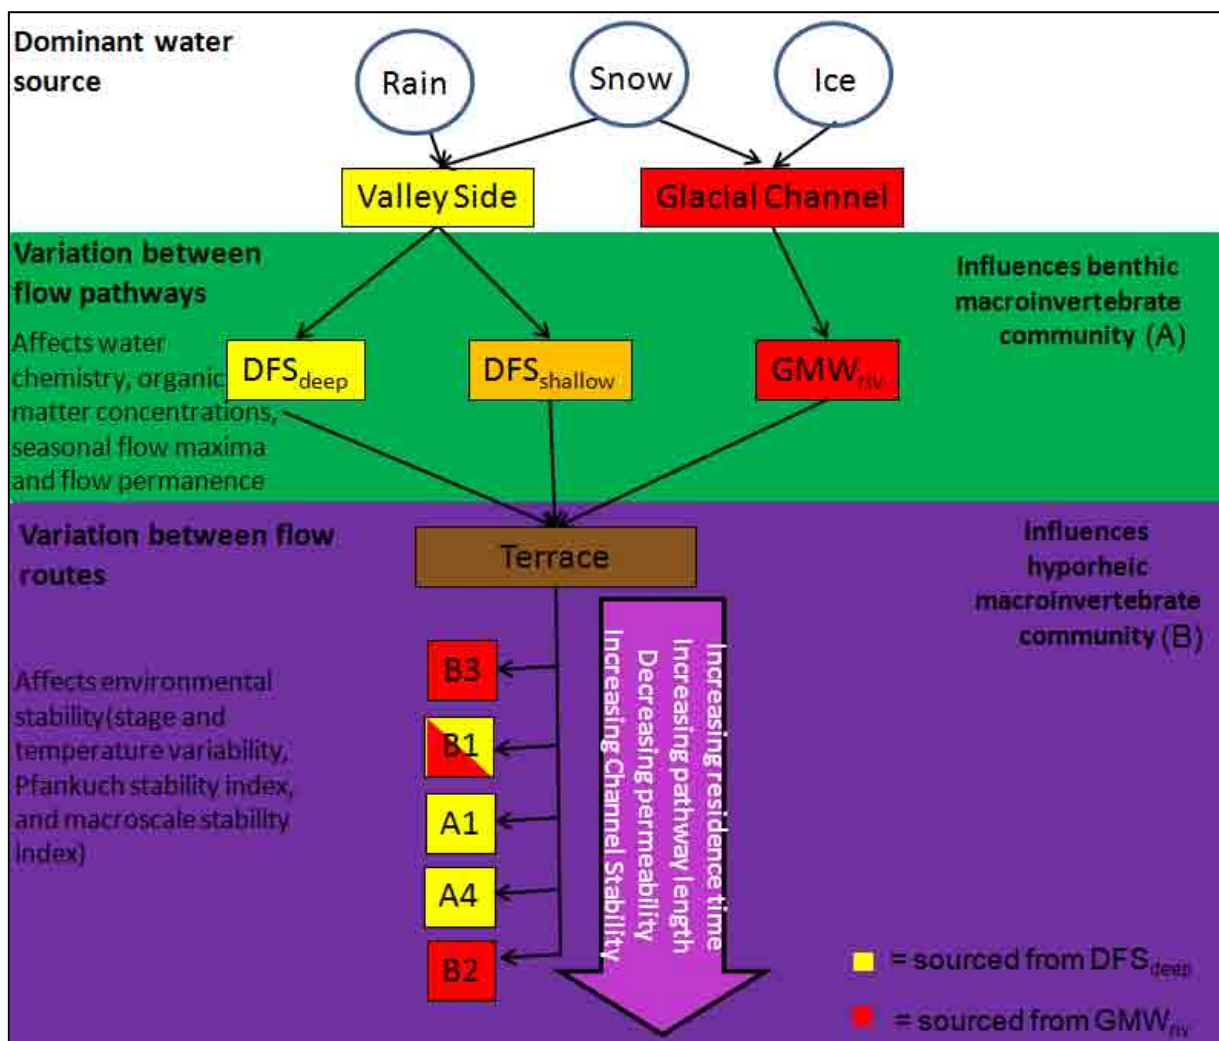 Dominant water
source
Rain
Snow
Ice
Valley Side
Glacial Channel
Variation between
flow pathways
Affects water
chemistry, organic
matter concentrations,
seasonal flow maxima
and flow permanence
Influences benthic
macroinvertebrate
community (A)
DFSdeep
DFSshallow
GMWriv
Variation between flow
routes
Affects environmental
stability(stage and
temperature variability,
Pfankuch stability index,
and macroscale stability
index)
Influences
hyporheic
macroinvertebrate
community (B)
Terrace
B3
B1
A1
A4
B2
Increasing residence time
Increasing pathway length
Decreasing permeability
Increasing Channel Stability
= sourced from DFSdeep
= sourced from GMWriv